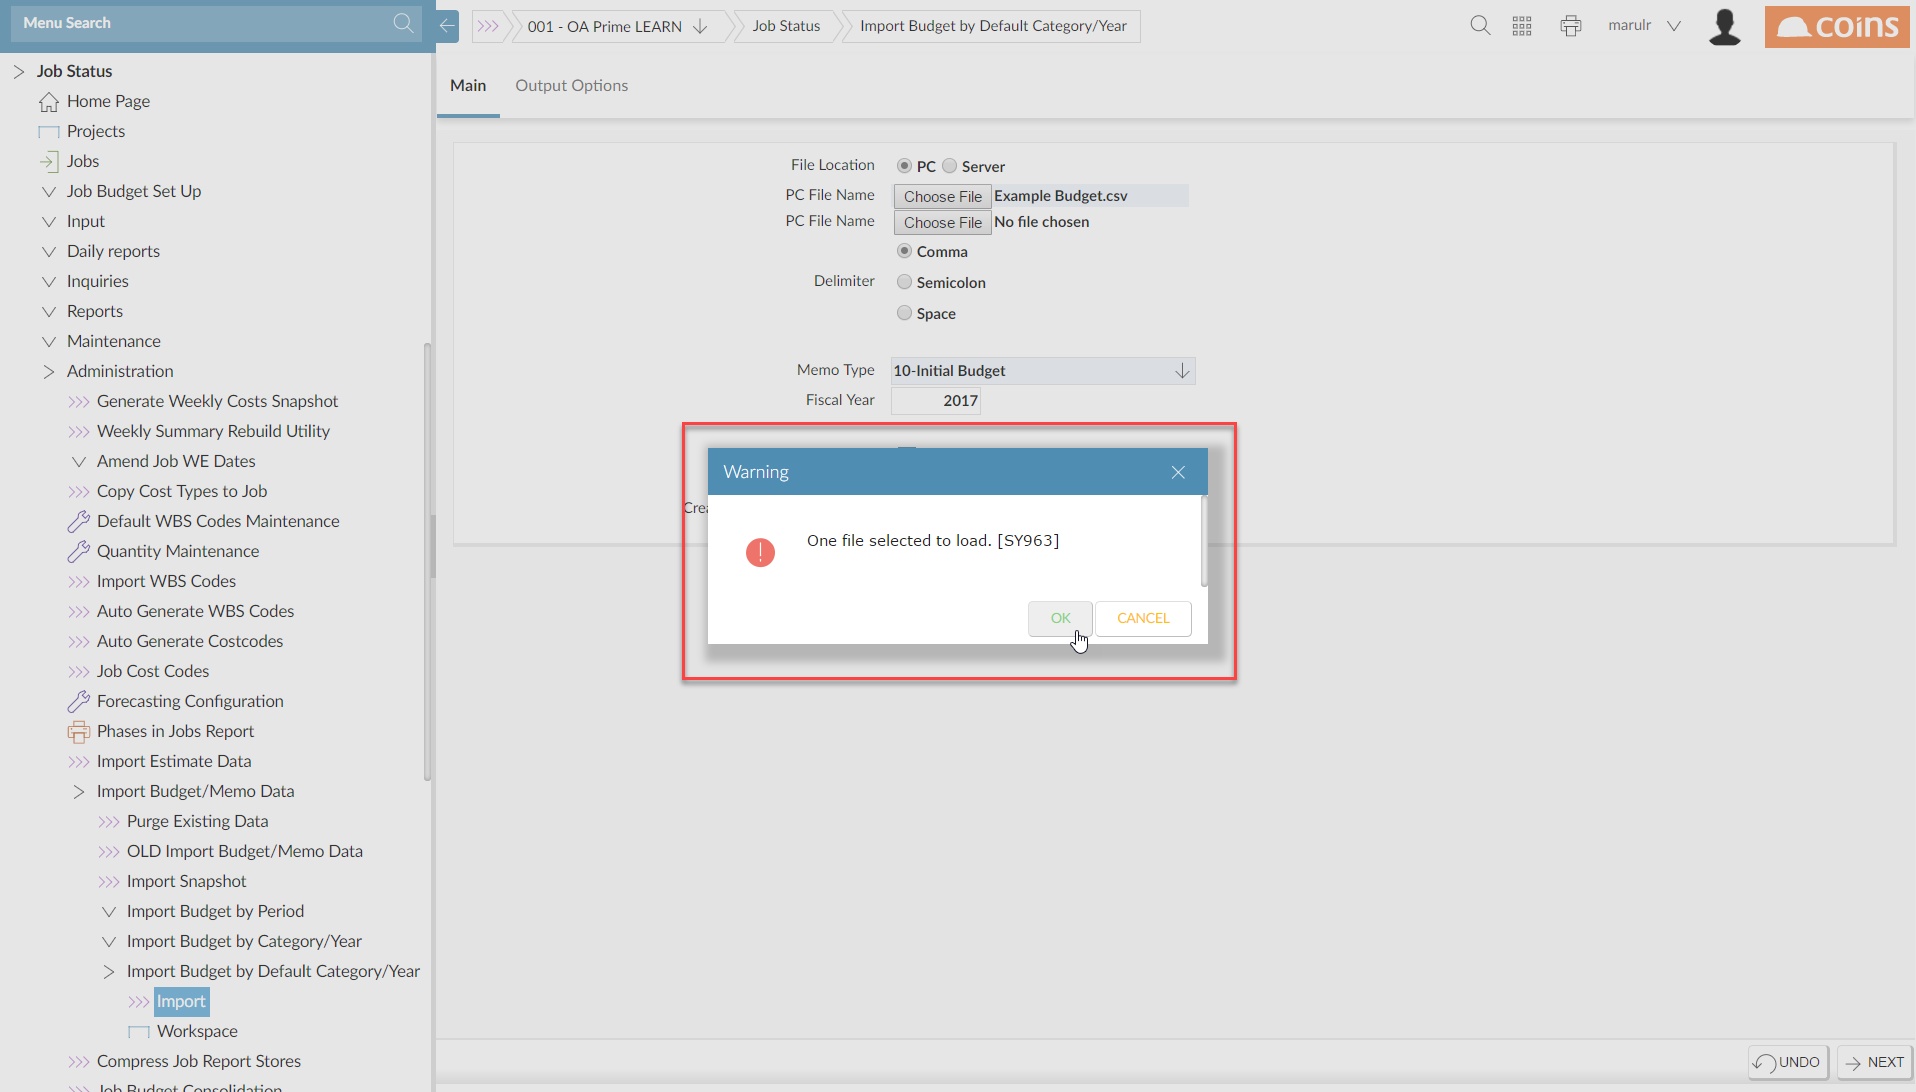 Menu Search
001 - OA Prime LEARN
Job Status
Import Budget by Default Category/Year
marulr
coins
Job Status
Home Page
Projects
Jobs
Job Budget Set Up
Input
Daily reports
Inquiries
Reports
Maintenance
Administration
Generate Weekly Costs Snapshot
Weekly Summary Rebuild Utility
Amend Job WE Dates
Copy Cost Types to Job
Default WBS Codes Maintenance
Quantity Maintenance
Import WBS Codes
Auto Generate WBS Codes
Auto Generate Costcodes
Job Cost Codes
Forecasting Configuration
Phases in Jobs Report
Import Estimate Data
Import Budget/Memo Data
Purge Existing Data
OLD Import Budget/Memo Data
Import Snapshot
Import Budget by Period
Import Budget by Category/Year
Import Budget by Default Category/Year
Import
Workspace
Compress Job Report Stores
Job Budget Consolidation
Main
Output Options
File Location PC Server
PC File Name Choose File Example Budget.csv
PC File Name Choose File No file chosen
Comma
Delimiter Semicolon
Space
Memo Type 10-Initial Budget
Fiscal Year 2017
Crea
Warning
One file selected to load. [SY963]
OK CANCEL
UNDO NEXT